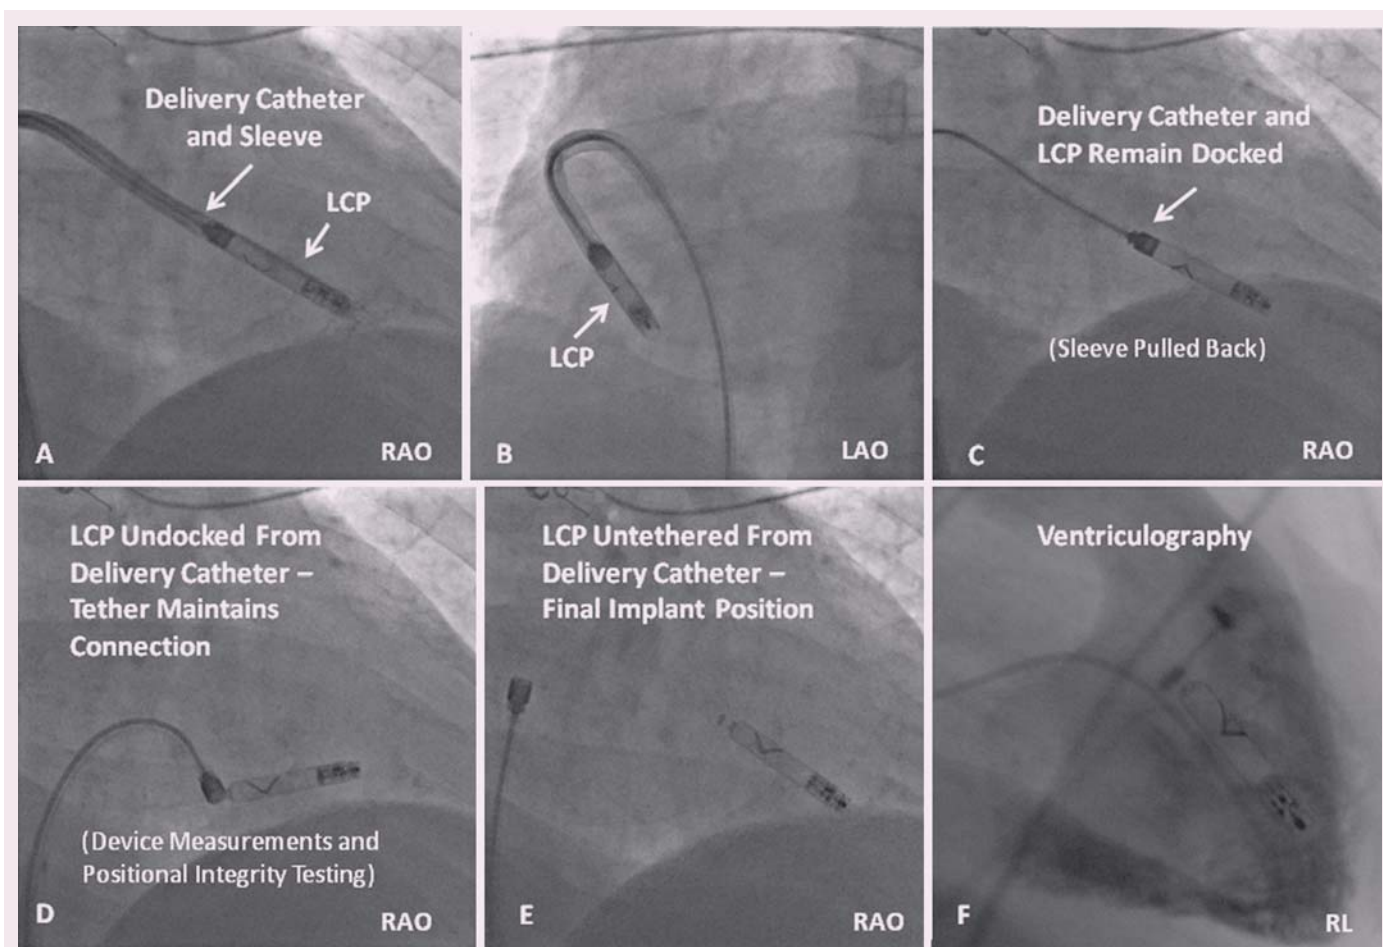 Delivery Catheter
and Sleeve
LCP
A
RAO
LCP
B
LAO
Delivery Catheter and
LCP Remain Docked
(Sleeve Pulled Back)
C
RAO
LCP Undocked From
Delivery Catheter –
Tether Maintains
Connection
(Device Measurements and
Positional Integrity Testing)
D
RAO
LCP Untethered From
Delivery Catheter –
Final Implant Position
E
RAO
Ventriculography
F
RL